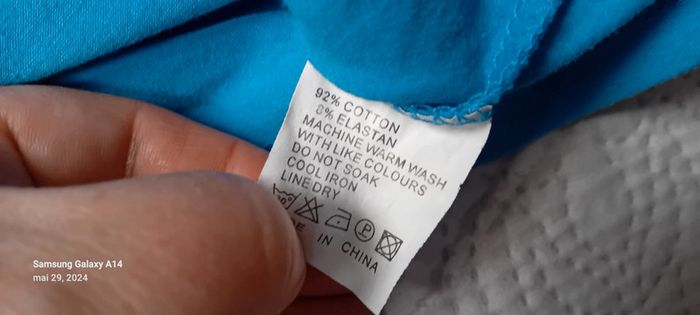 92% COTTON
8% ELASTAN
MACHINE WARM WASH
WITH LIKE COLOURS
DO NOT SOAK
COOL IRON
LINE DRY
P
IN CHINA
Samsung Galaxy A14
mai 29, 2024